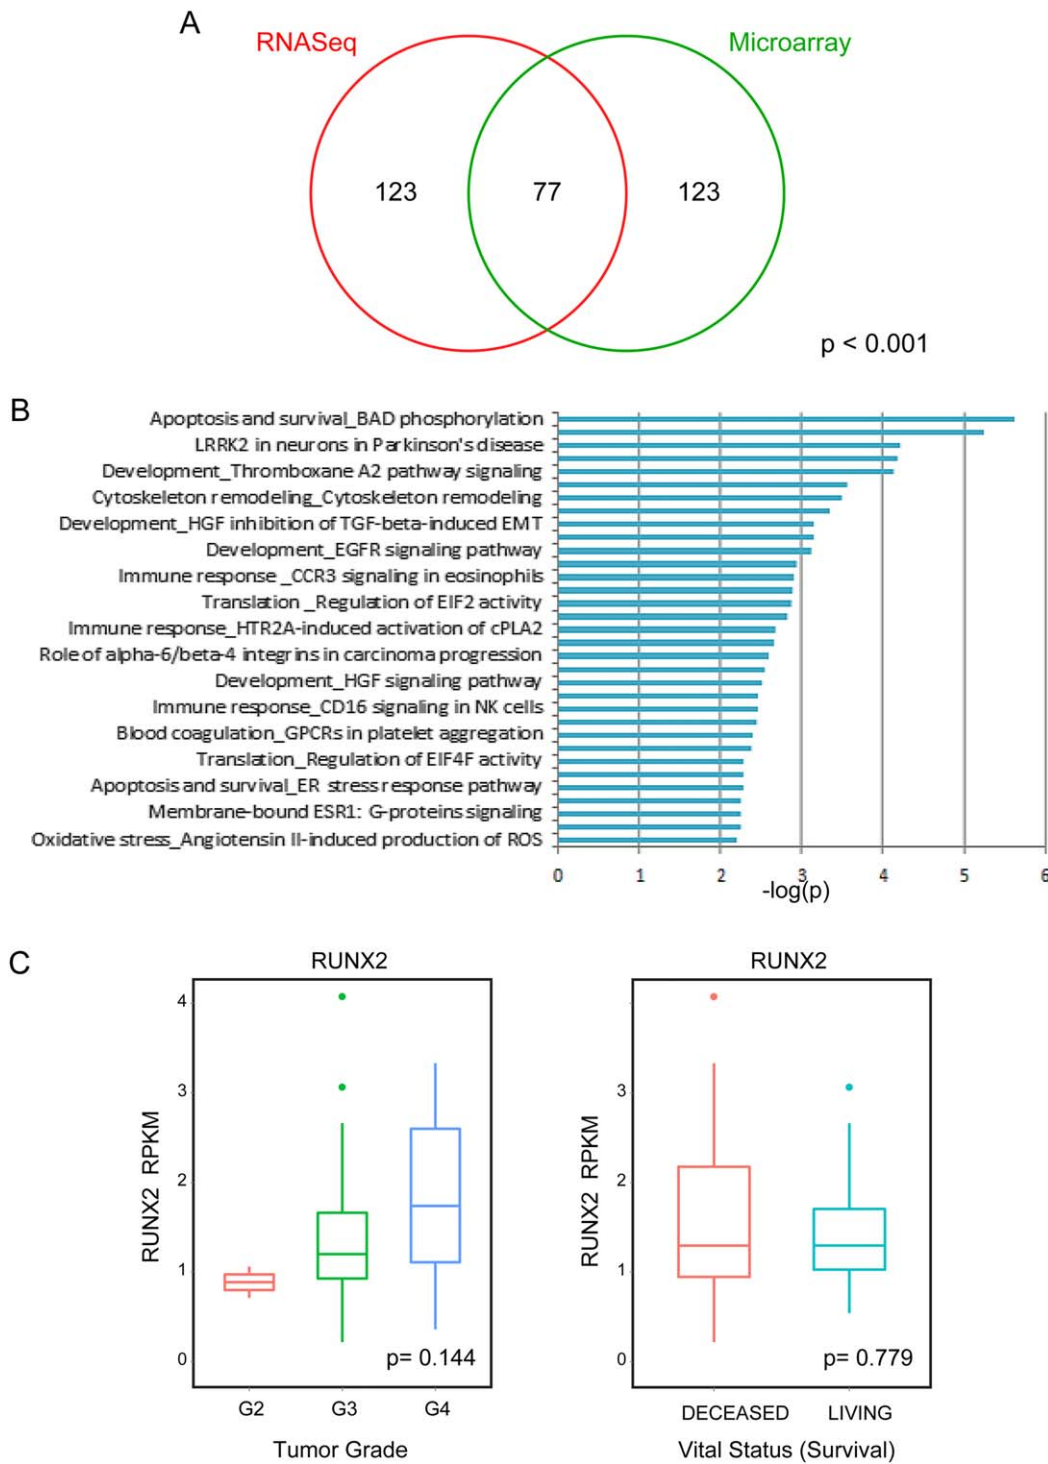 A
RNASeq
Microarray
123
77
123
p < 0.001
B
Apoptosis and survival_BAD phosphorylation
LRRK2 in neurons in Parkinson's disease
Development_Thromboxane A2 pathway signaling
Cytoskeleton remodeling_Cytoskeleton remodeling
Development_HGF inhibition of TGF-beta-induced EMT
Development_EGFR signaling pathway
Immune response _CCR3 signaling in eosinophils
Translation _Regulation of EIF2 activity
Immune response_HTR2A-induced activation of cPLA2
Role of alpha-6/beta-4 integrins in carcinoma progression
Development_HGF signaling pathway
Immune response_CD16 signaling in NK cells
Blood coagulation_GPCRs in platelet aggregation
Translation_Regulation of EIF4F activity
Apoptosis and survival_ER stress response pathway
Membrane-bound ESR1: G-proteins signaling
Oxidative stress_Angiotensin II-induced production of ROS
0 1 2 3 4 5 6
-log(p)
C
RUNX2
RUNX2 RPKM
4
3
2
1
0
p= 0.144
G2 G3 G4
Tumor Grade
RUNX2
RUNX2 RPKM
3
2
1
0
p= 0.779
DECEASED LIVING
Vital Status (Survival)